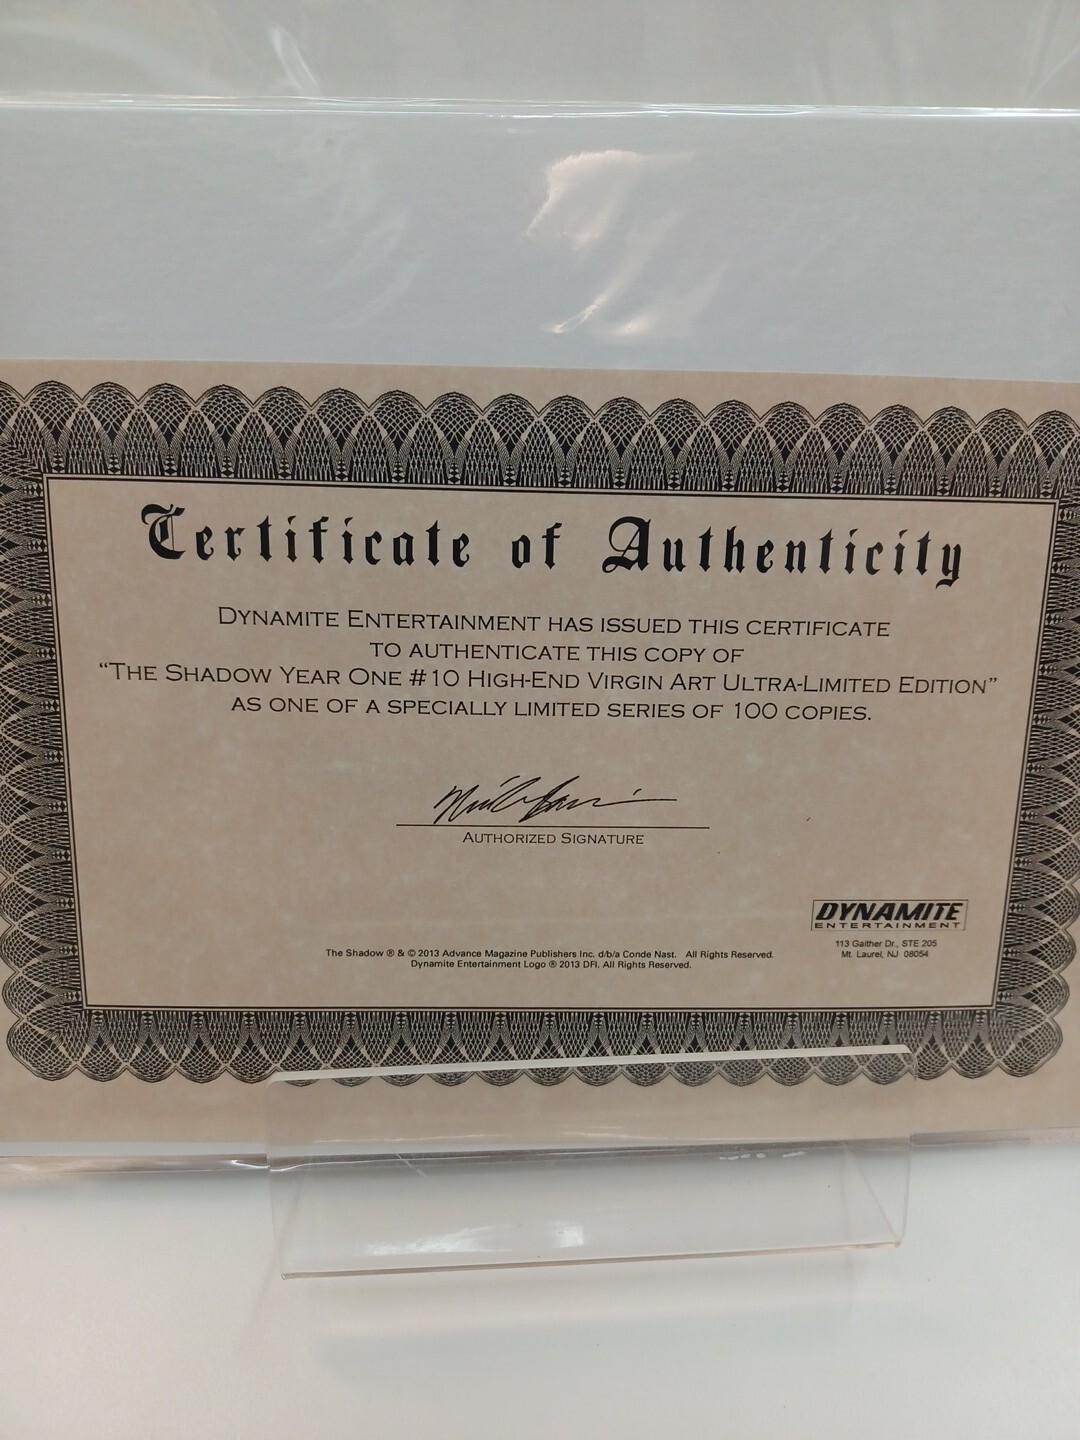 Certificate of Authenticity
DYNAMITE ENTERTAINMENT HAS ISSUED THIS CERTIFICATE
TO AUTHENTICATE THIS COPY OF
“THE SHADOW YEAR ONE #10 HIGH-END VIRGIN ART ULTRA-LIMITED EDITION”
AS ONE OF A SPECIALLY LIMITED SERIES OF 100 COPIES.
AUTHORIZED SIGNATURE
DYNAMITE
ENTERTAINMENT
113 Gaither Dr., STE 205
Mt. Laurel, NJ 08054
The Shadow ® & © 2013 Advance Magazine Publishers Inc. d/b/a Conde Nast. All Rights Reserved.
Dynamite Entertainment Logo ® 2013 DFI. All Rights Reserved.